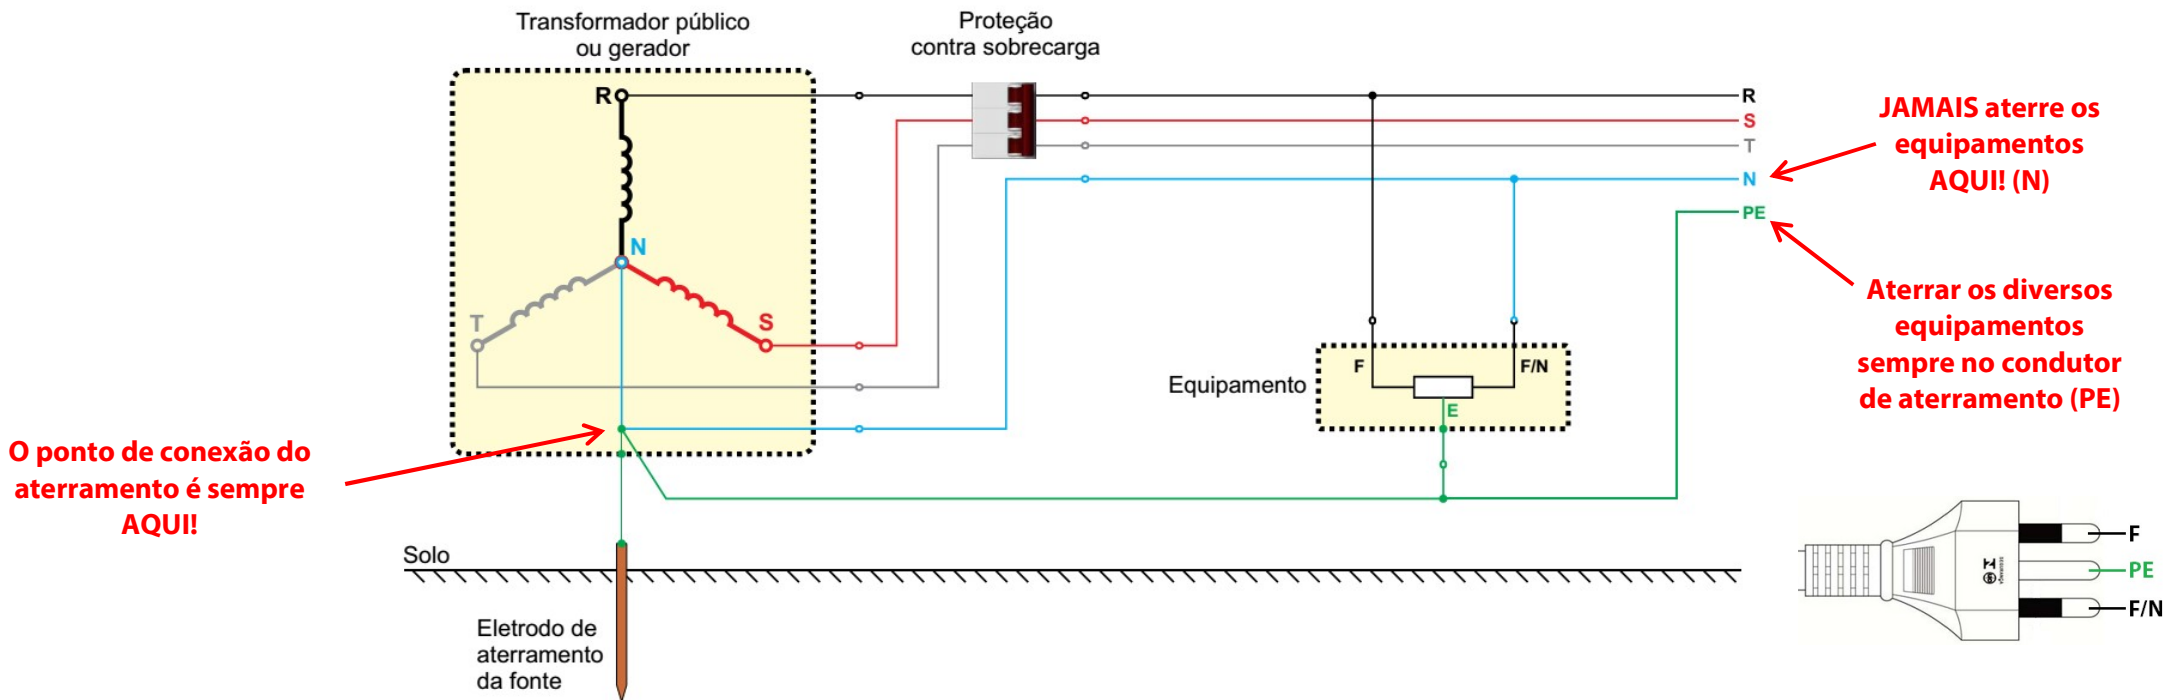 Transformador público
ou gerador
Proteção
contra sobrecarga
R
R
S
T
N
PE
JAMAIS aterre os
equipamentos
AQUI! (N)
N
T
S
Aterrar os diversos
equipamentos
sempre no condutor
de aterramento (PE)
Equipamento
F
F/N
E
O ponto de conexão do
aterramento é sempre
AQUI!
Solo
Eletrodo de
aterramento
da fonte
F
PE
F/N